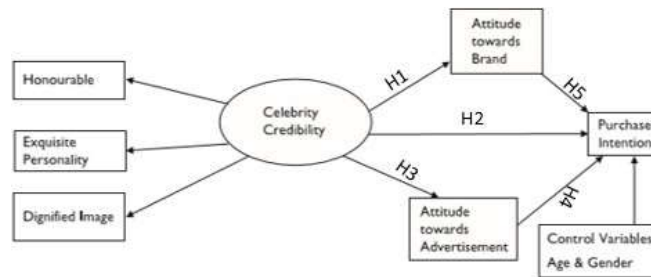 Attitude
towards
Brand
H1
H5
Honourable
Celebrity
Credibility
H2
Purchase
Intention
Exquisite
Personality
H3
H4
Dignified Image
Attitude
towards
Advertisement
Control Variables
Age & Gender